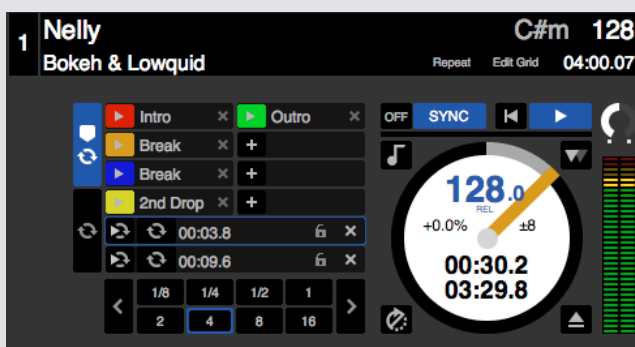 1 Nelly C#m 128
Bokeh & Lowquid Repeat Edit Grid 04:00.07
Intro Outro OFF SYNC
Break
Break
2nd Drop
00:03.8
00:09.6
1/8 1/4 1/2 1
2 4 8 16
128.0
REL
+0.0% ±8
00:30.2
03:29.8